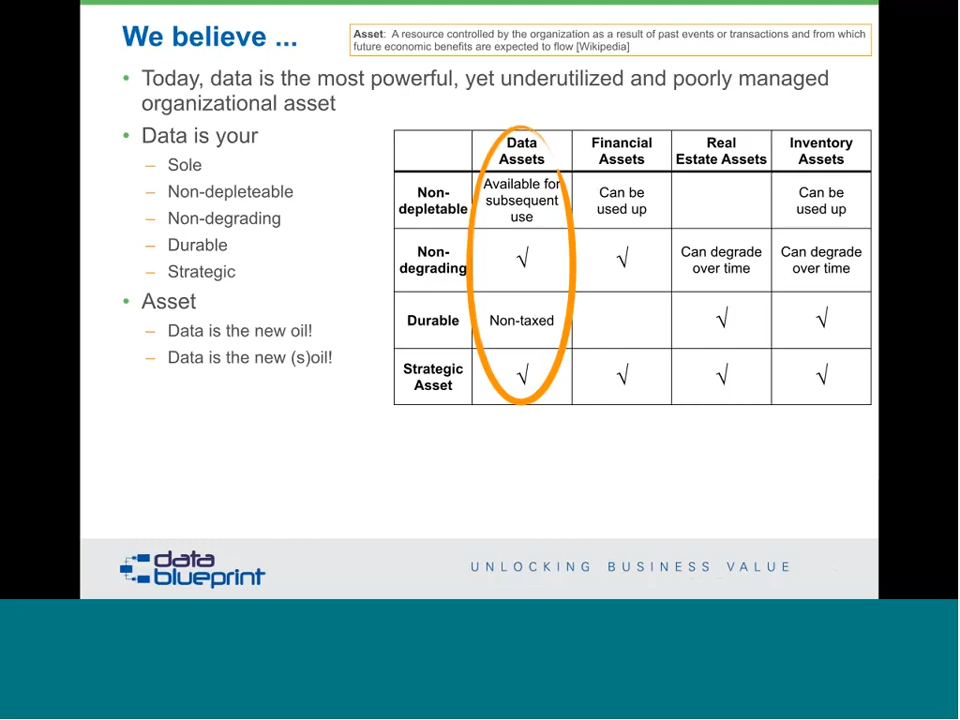 We believe ...
Asset: A resource controlled by the organization as a result of past events or transactions and from which
future economic benefits are expected to flow [Wikipedia]
• Today, data is the most powerful, yet underutilized and poorly managed
organizational asset
• Data is your
– Sole
– Non-depleteable
– Non-degrading
– Durable
– Strategic
• Asset
– Data is the new oil!
– Data is the new (s)oil!
Data
Assets
Financial
Assets
Real
Estate Assets
Inventory
Assets
Non-
depletable
Available for
subsequent
use
Can be
used up
Can be
used up
Non-
degrading
√
√
Can degrade
over time
Can degrade
over time
Durable
Non-taxed
√
√
Strategic
Asset
√
√
√
√
data
blueprint
UNLOCKING BUSINESS VALUE